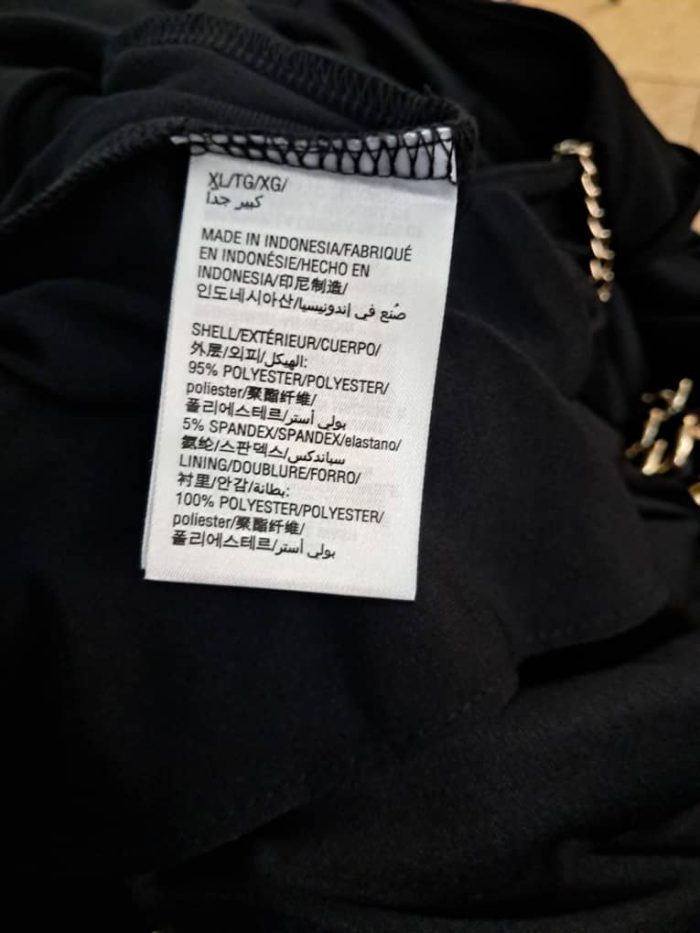 XL/TG/XG/
كبير جداً
MADE IN INDONESIA/FABRIQUÉ
EN INDONÉSIE/HECHO EN
INDONESIA/印尼制造/
인도네시아산/صُنع في إندونيسيا
SHELL/EXTÉRIEUR/CUERPO/
外层/외피/الهيكل:
95% POLYESTER/POLYESTER/
poliester/聚酯纤维/
폴리에스테르/بولي أستر
5% SPANDEX/SPANDEX/elastano/
氨纶/스판덱스/سباندكس
LINING/DOUBLURE/FORRO/
衬里/안감/بطانة:
100% POLYESTER/POLYESTER/
poliester/聚酯纤维/
폴리에스테르/بولي أستر